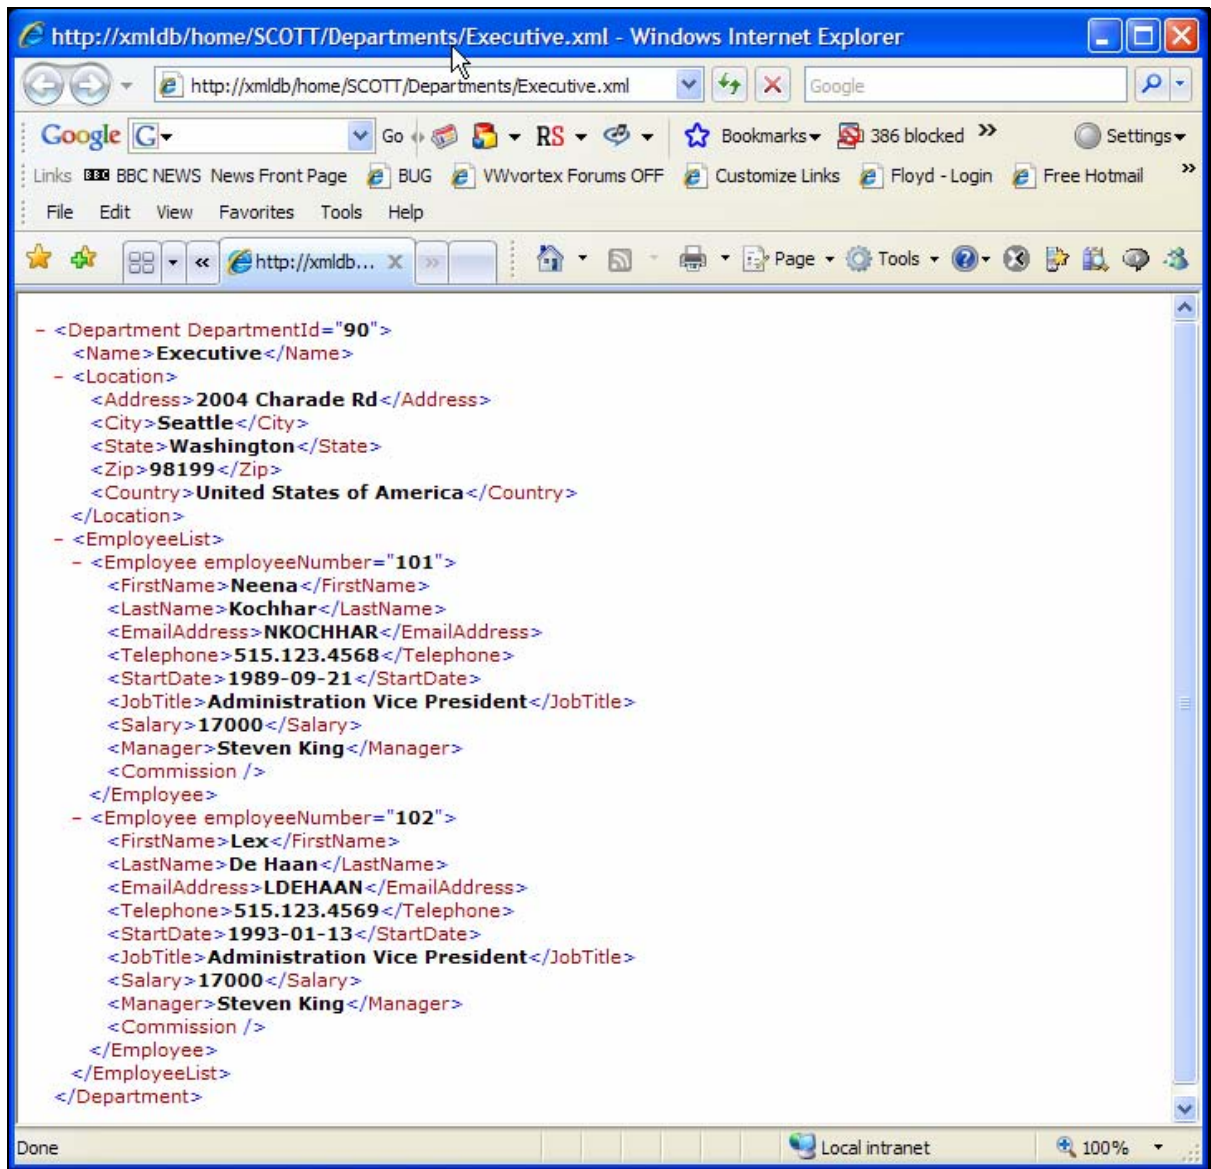 http://xmldb/home/SCOTT/Departments/Executive.xml - Windows Internet Explorer
http://xmldb/home/SCOTT/Departments/Executive.xml Google
Google G Go RS Bookmarks 386 blocked » Settings
Links BBC BBC NEWS News Front Page BUG VWvortex Forums OFF Customize Links Floyd - Login Free Hotmail »
File Edit View Favorites Tools Help
« http://xmldb... X » Page Tools
- <Department DepartmentId="90">
<Name>Executive</Name>
- <Location>
<Address>2004 Charade Rd</Address>
<City>Seattle</City>
<State>Washington</State>
<Zip>98199</Zip>
<Country>United States of America</Country>
</Location>
- <EmployeeList>
- <Employee employeeNumber="101">
<FirstName>Neena</FirstName>
<LastName>Kochhar</LastName>
<EmailAddress>NKOCHHAR</EmailAddress>
<Telephone>515.123.4568</Telephone>
<StartDate>1989-09-21</StartDate>
<JobTitle>Administration Vice President</JobTitle>
<Salary>17000</Salary>
<Manager>Steven King</Manager>
<Commission />
</Employee>
- <Employee employeeNumber="102">
<FirstName>Lex</FirstName>
<LastName>De Haan</LastName>
<EmailAddress>LDEHAAN</EmailAddress>
<Telephone>515.123.4569</Telephone>
<StartDate>1993-01-13</StartDate>
<JobTitle>Administration Vice President</JobTitle>
<Salary>17000</Salary>
<Manager>Steven King</Manager>
<Commission />
</Employee>
</EmployeeList>
</Department>
Done Local intranet 100%